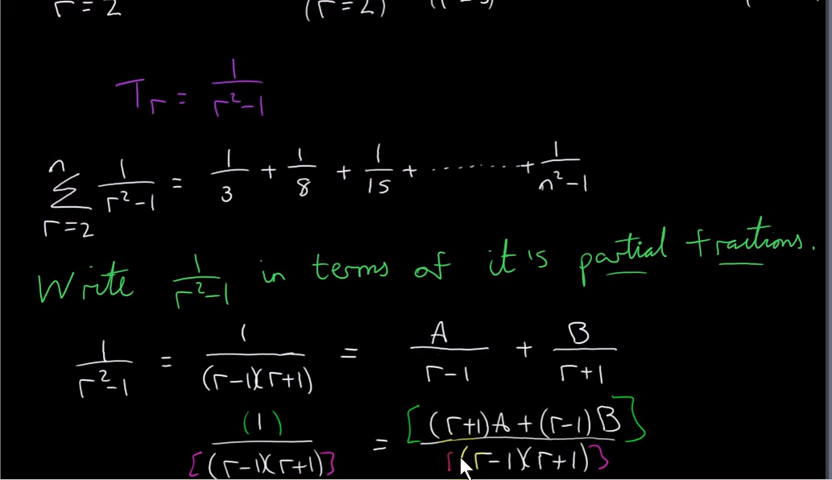 r=2 (r=2)
T_r = 1/(r²-1)
n Σ r=2 1/(r²-1) = 1/3 + 1/8 + 1/15 + ........ + 1/(n²-1)
Write 1/(r²-1) in terms of it's partial fractions.
1/(r²-1) = 1/((r-1)(r+1)) = A/(r-1) + B/(r+1)
(1)/[(r-1)(r+1)] = [(r+1)A+(r-1)B]/[(r-1)(r+1)]